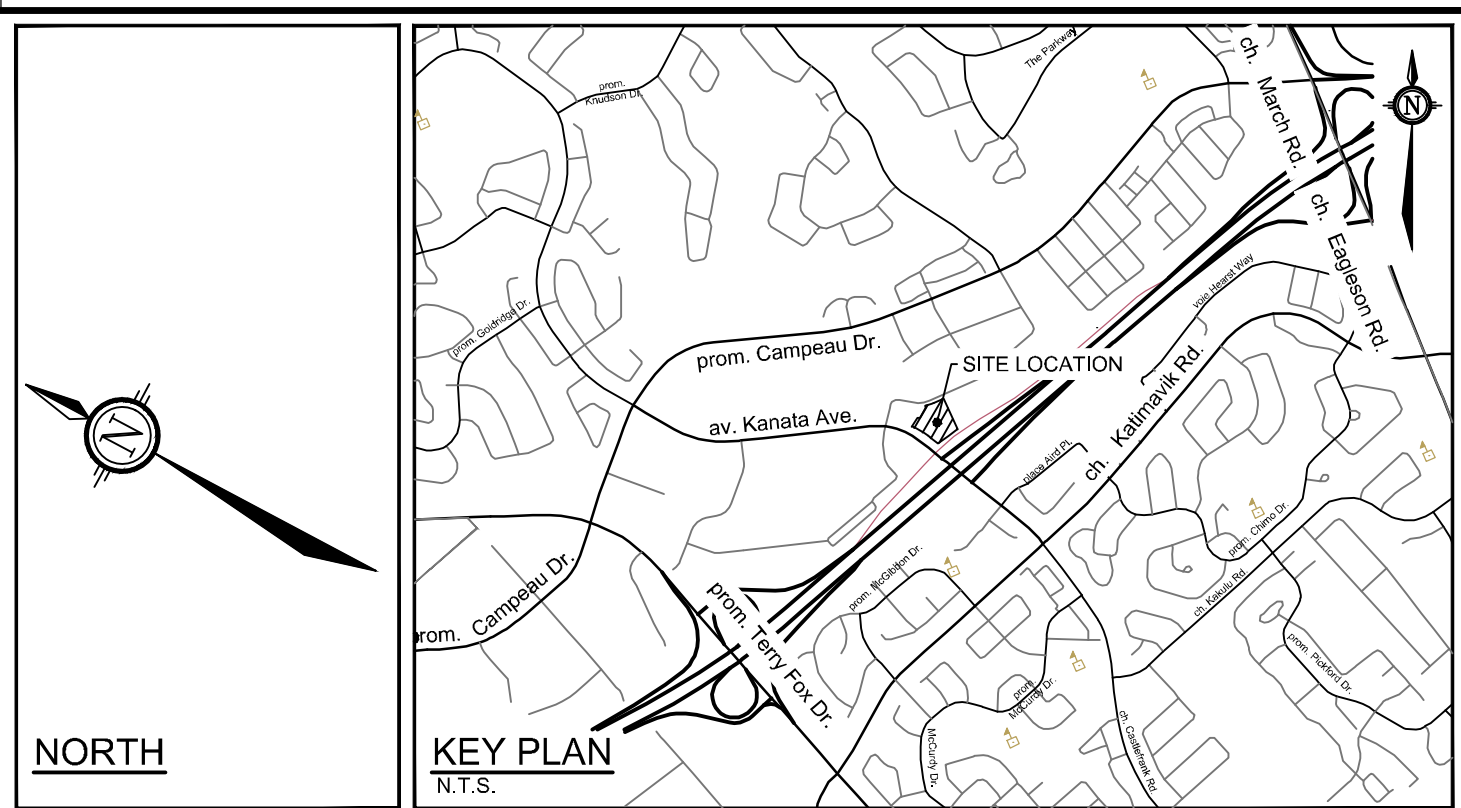 N
NORTH
prom.
Knudson Dr.
The Parkway
ch. March Rd.
N
ch. Eagleson Rd.
voie Hearst Way
prom. Goldridge Dr.
prom. Campeau Dr.
SITE LOCATION
av. Kanata Ave.
ch. Katimavik Rd.
place Aird Pl.
prom. Chimo Dr.
prom. McGibbon Dr.
ch. Kakulu Rd.
prom. Campeau Dr.
prom. Terry Fox Dr.
prom. Pickford Dr.
prom.
McCurdy Dr.
McCurdy Dr.
ch. Castlefrank Rd.
KEY PLAN
N.T.S.